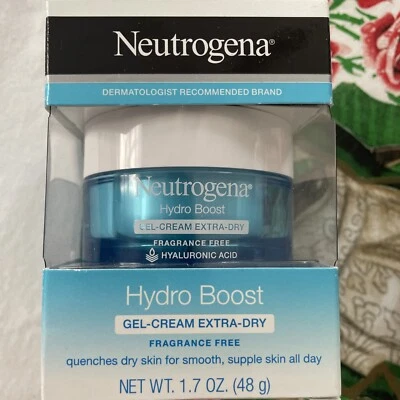 Neutrogena®
DERMATOLOGIST RECOMMENDED BRAND
Neutrogena®
Hydro Boost
GEL-CREAM EXTRA-DRY
FRAGRANCE FREE
HYALURONIC ACID
Hydro Boost
GEL-CREAM EXTRA-DRY
FRAGRANCE FREE
quenches dry skin for smooth, supple skin all day
NET WT. 1.7 OZ. (48 g)